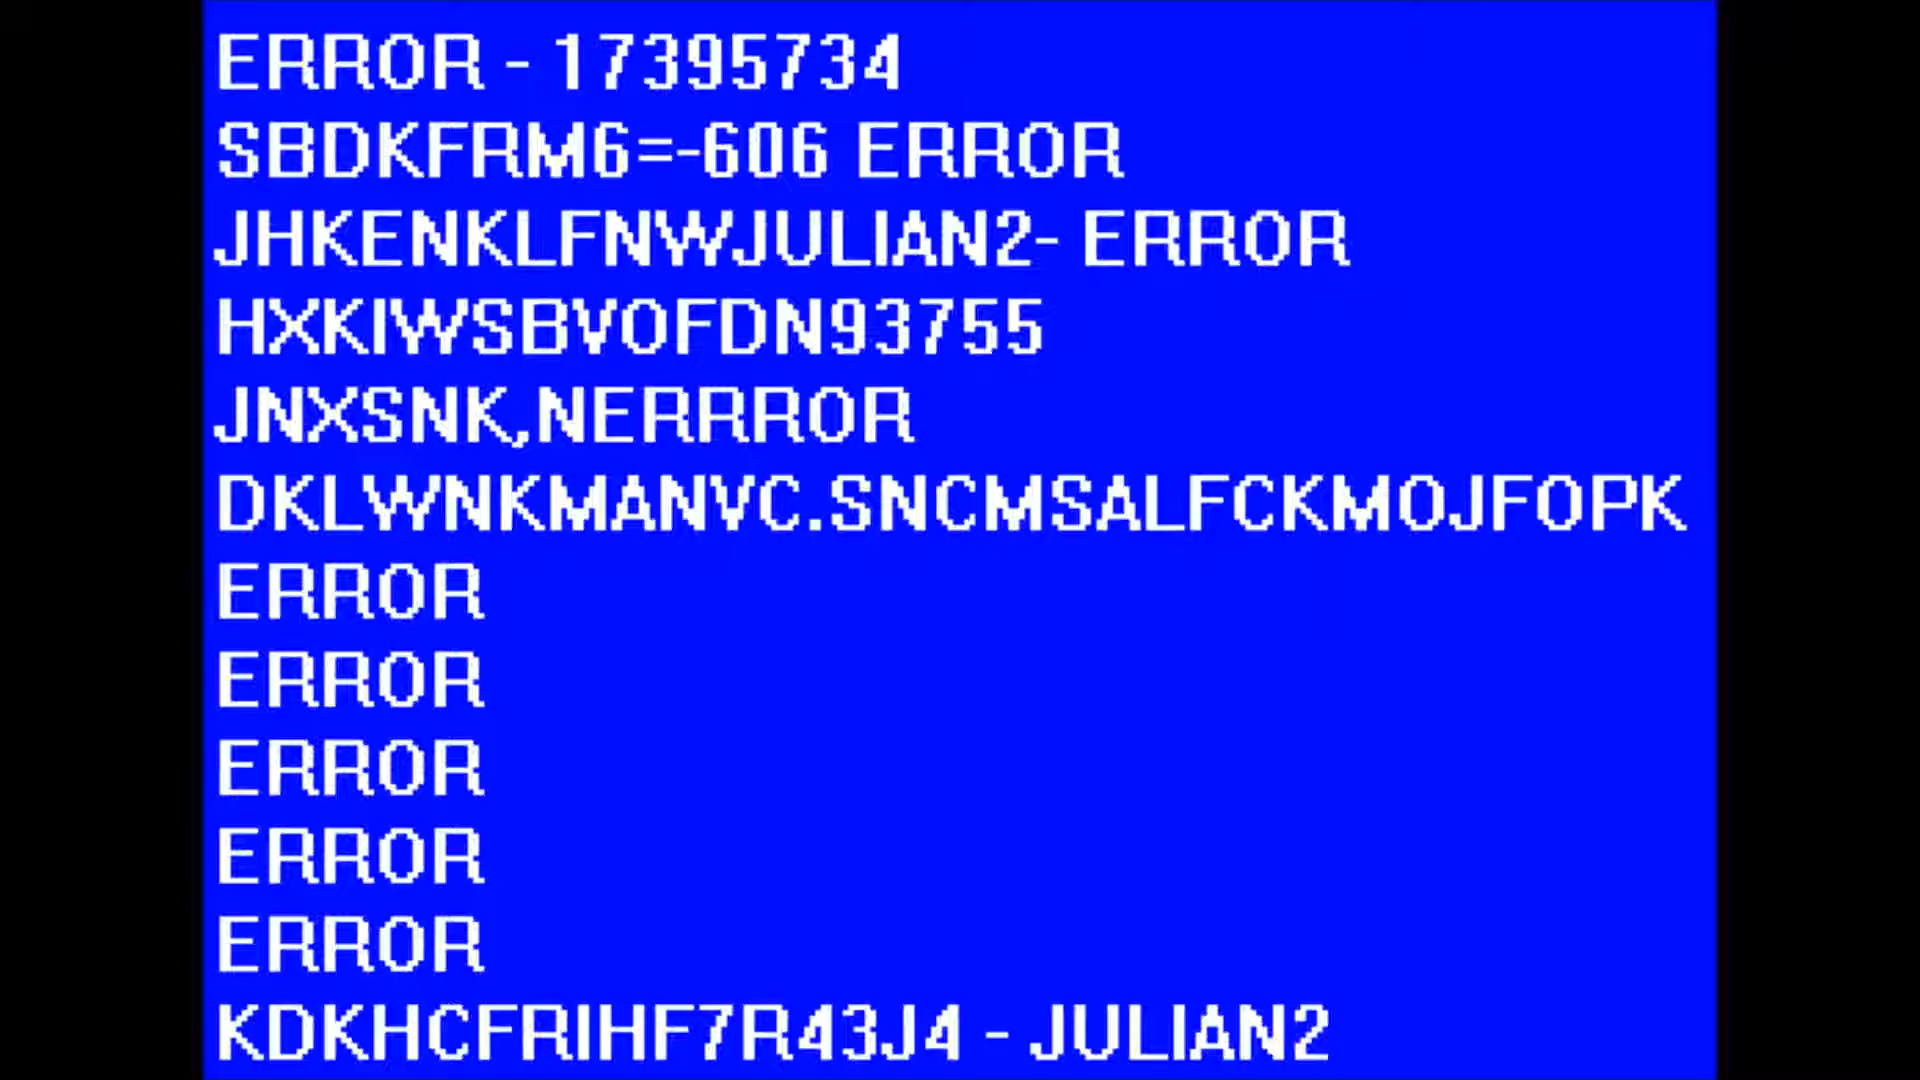 ERROR - 17395734
SBDKFRM6=-606 ERROR
JHKENKLFNWJULIAN2- ERROR
HXKIWSBVOFDN93755
JNXSNK,NERRROR
DKLWNKMANVC.SNCMSALFCKMOJFOPK
ERROR
ERROR
ERROR
ERROR
ERROR
KDKHCFRIHF7R43J4 - JULIAN2